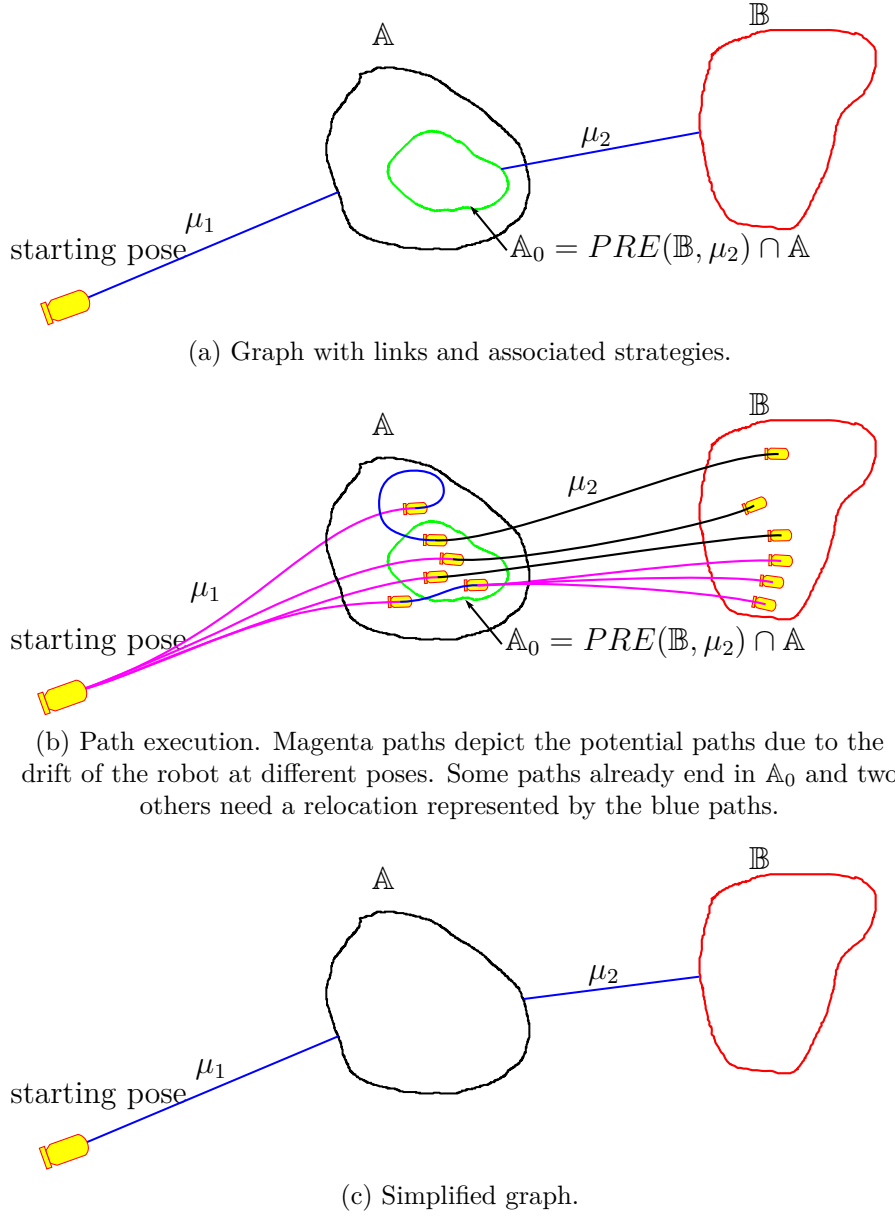 𝔸
𝔹
μ₂
μ₁
starting pose
𝔸₀ = PRE(𝔹, μ₂) ∩ 𝔸
(a) Graph with links and associated strategies.
𝔹
𝔸
μ₂
μ₁
starting pose
𝔸₀ = PRE(𝔹, μ₂) ∩ 𝔸
(b) Path execution. Magenta paths depict the potential paths due to the
drift of the robot at different poses. Some paths already end in 𝔸₀ and two
others need a relocation represented by the blue paths.
𝔹
𝔸
μ₂
μ₁
starting pose
(c) Simplified graph.